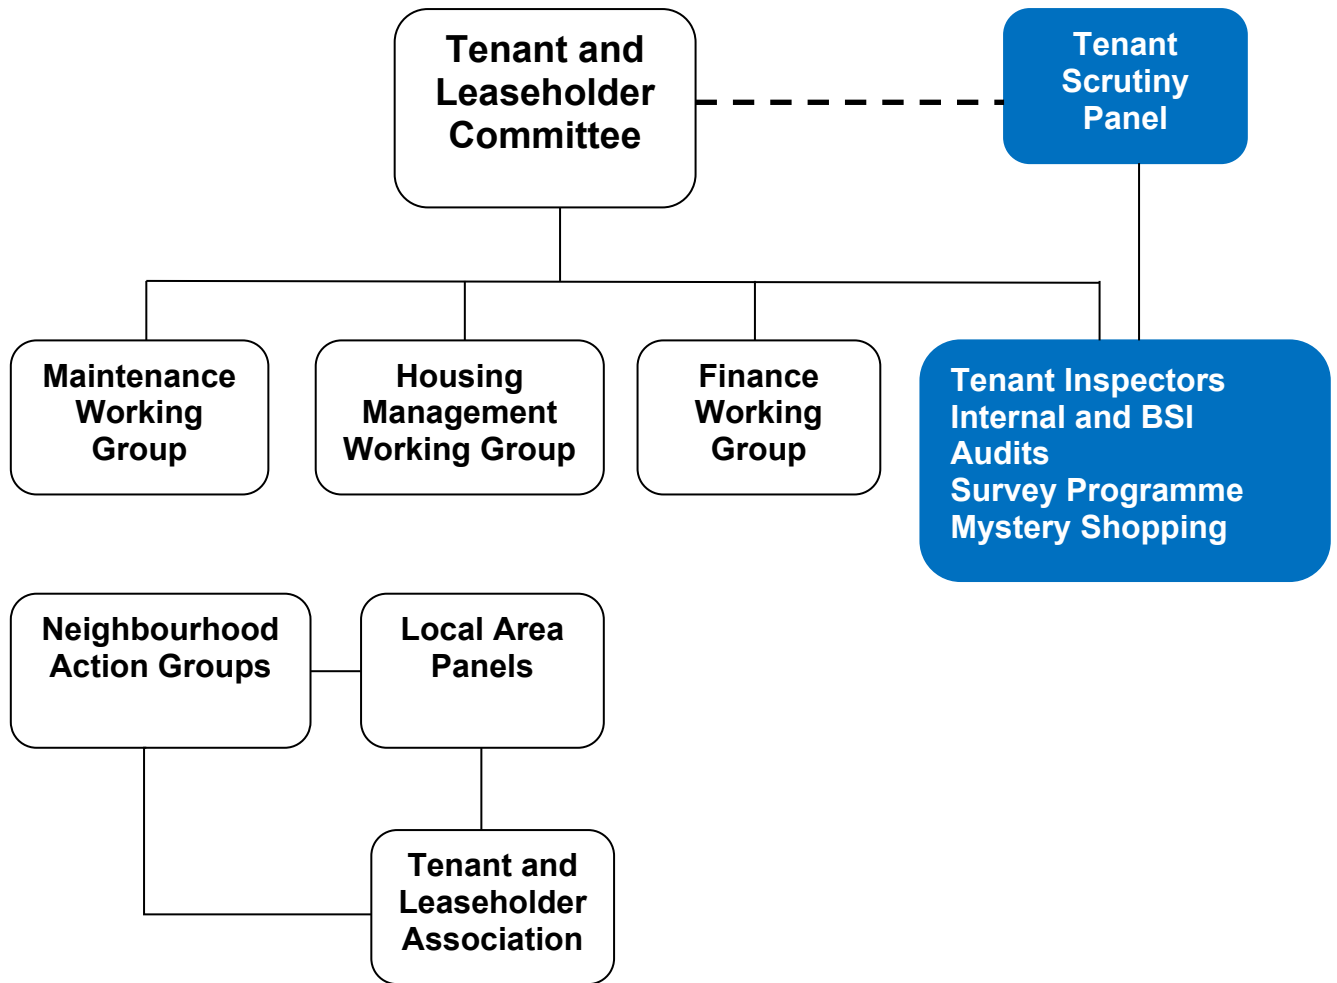 Tenant and
Leaseholder
Committee
Tenant
Scrutiny
Panel
Maintenance
Working
Group
Housing
Management
Working Group
Finance
Working
Group
Tenant Inspectors
Internal and BSI
Audits
Survey Programme
Mystery Shopping
Neighbourhood
Action Groups
Local Area
Panels
Tenant and
Leaseholder
Association